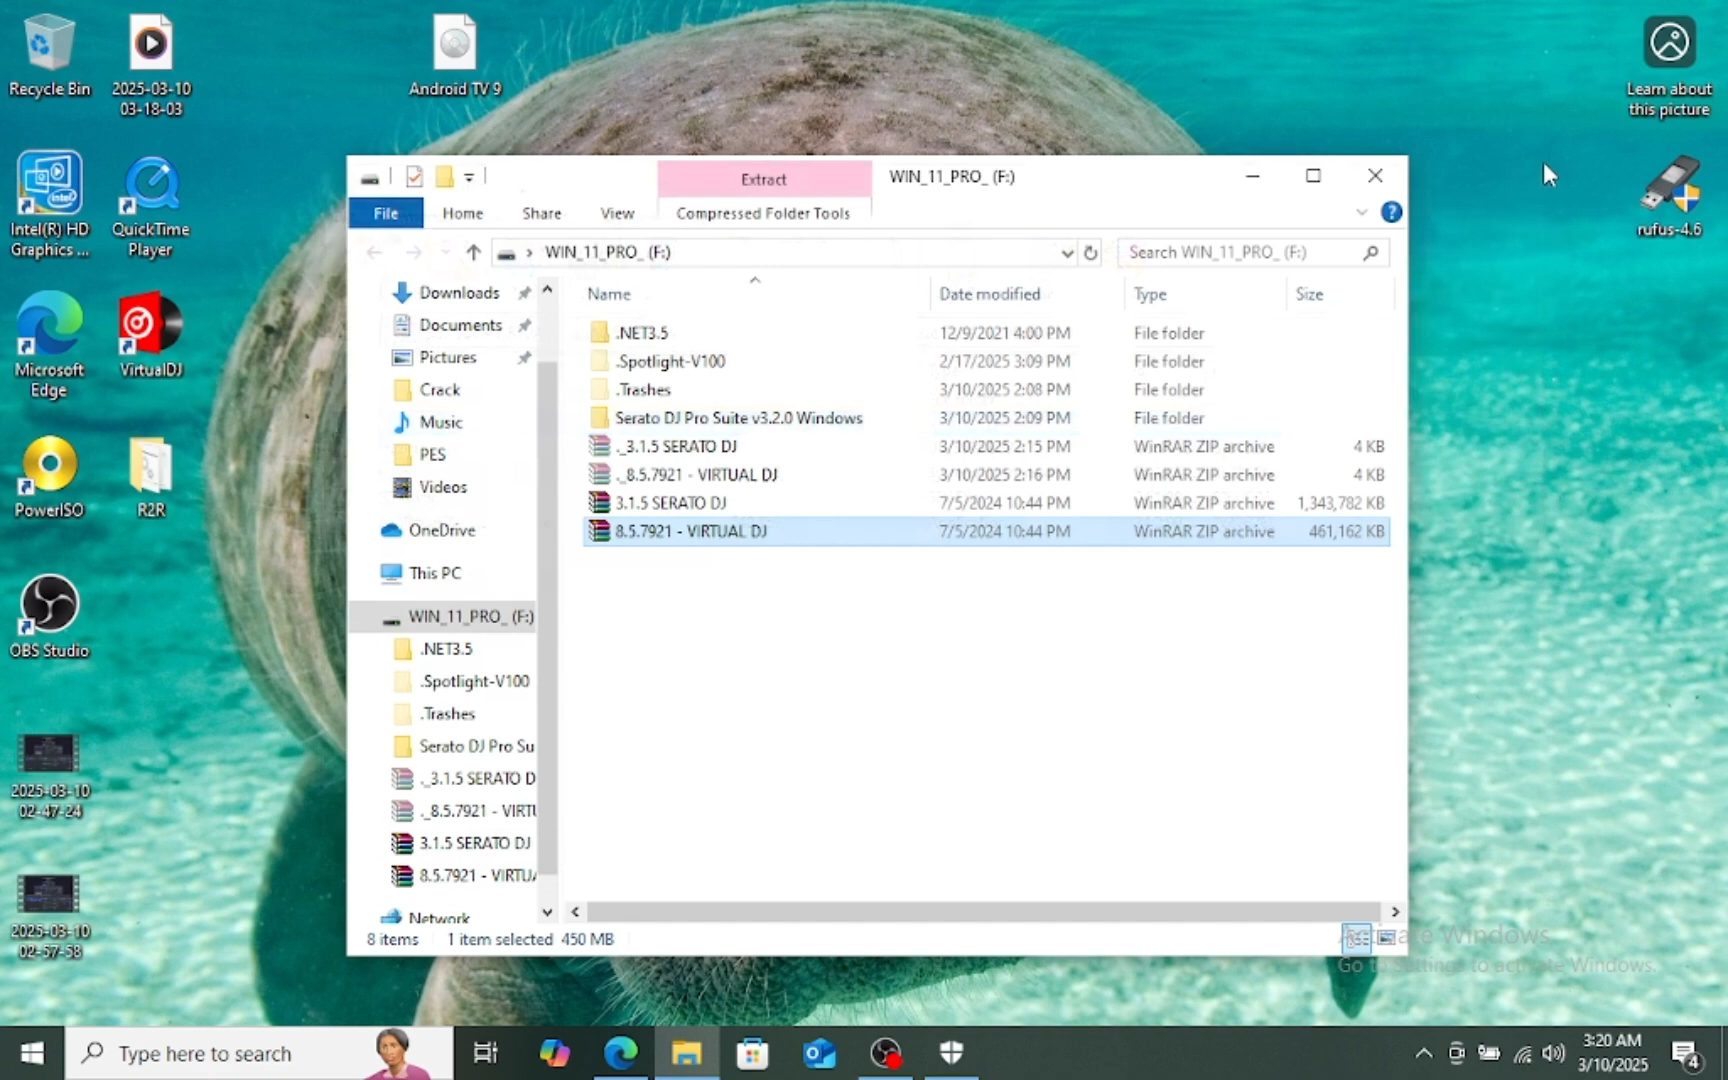 Recycle Bin
2025-03-10
03-18-03
Android TV 9
Learn about
this picture
Intel(R) HD
Graphics ...
QuickTime
Player
rufus-4.6
Microsoft
Edge
VirtualDJ
PowerISO
R2R
OBS Studio
2025-03-10
02-47-24
2025-03-10
02-57-58
Extract
WIN_11_PRO_ (F:)
File
Home
Share
View
Compressed Folder Tools
WIN_11_PRO_ (F:)
Search WIN_11_PRO_ (F:)
Downloads
Documents
Pictures
Crack
Music
PES
Videos
OneDrive
This PC
WIN_11_PRO_ (F:)
.NET3.5
.Spotlight-V100
.Trashes
Serato DJ Pro Su
._3.1.5 SERATO D
._8.5.7921 - VIRTU
3.1.5 SERATO DJ
8.5.7921 - VIRTUA
Network
Name Date modified Type Size
.NET3.5 12/9/2021 4:00 PM File folder
.Spotlight-V100 2/17/2025 3:09 PM File folder
.Trashes 3/10/2025 2:08 PM File folder
Serato DJ Pro Suite v3.2.0 Windows 3/10/2025 2:09 PM File folder
._3.1.5 SERATO DJ 3/10/2025 2:15 PM WinRAR ZIP archive 4 KB
._8.5.7921 - VIRTUAL DJ 3/10/2025 2:16 PM WinRAR ZIP archive 4 KB
3.1.5 SERATO DJ 7/5/2024 10:44 PM WinRAR ZIP archive 1,343,782 KB
8.5.7921 - VIRTUAL DJ 7/5/2024 10:44 PM WinRAR ZIP archive 461,162 KB
8 items 1 item selected 450 MB
Activate Windows
Go to Settings to activate Windows.
Type here to search
3:20 AM
3/10/2025
4